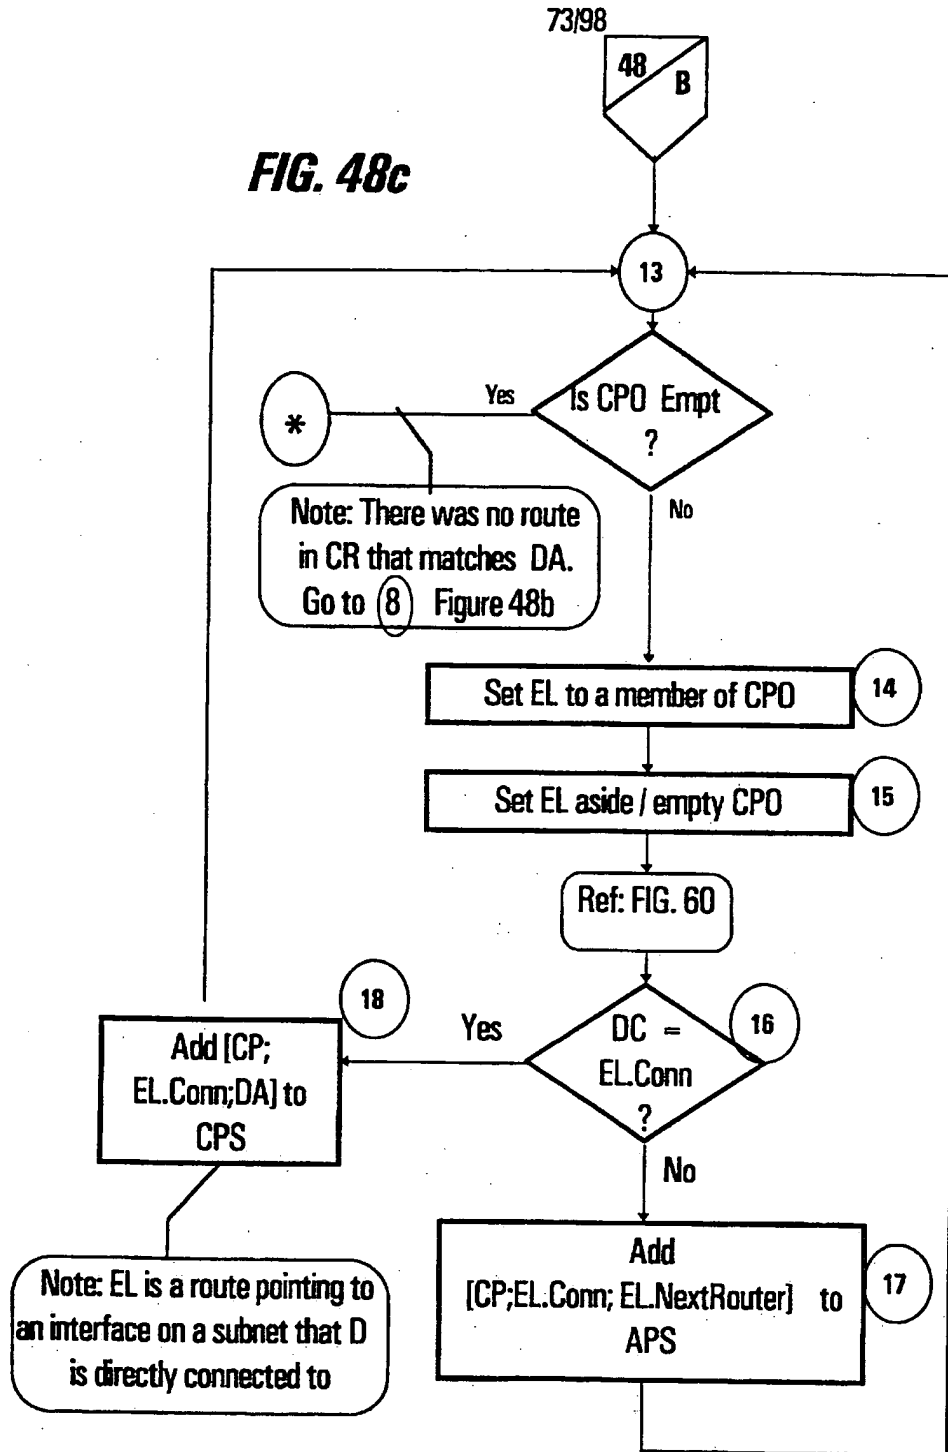 73/98
48
B
FIG. 48c
13
Is CPO Empt
?
Yes
*
No
Note: There was no route
in CR that matches DA.
Go to 8 Figure 48b
Set EL to a member of CPO
14
Set EL aside / empty CPO
15
Ref: FIG. 60
DC =
EL.Conn
?
16
Yes
18
Add [CP;
EL.Conn;DA] to
CPS
No
Add
[CP;EL.Conn; EL.NextRouter] to
APS
17
Note: EL is a route pointing to
an interface on a subnet that D
is directly connected to